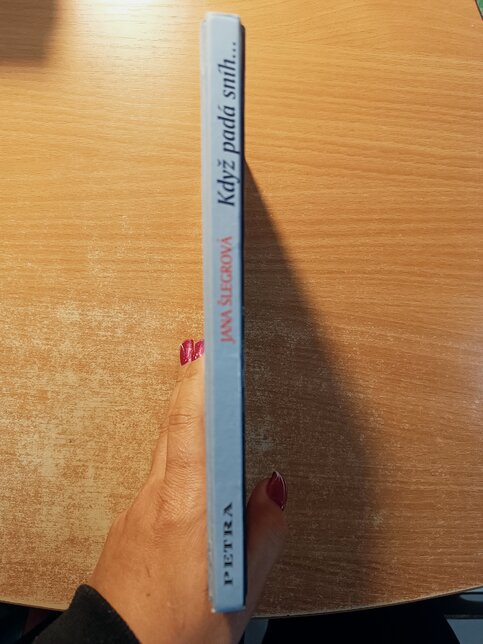 PETRA
JANA ŠLEGROVÁ
Když padá sníh...